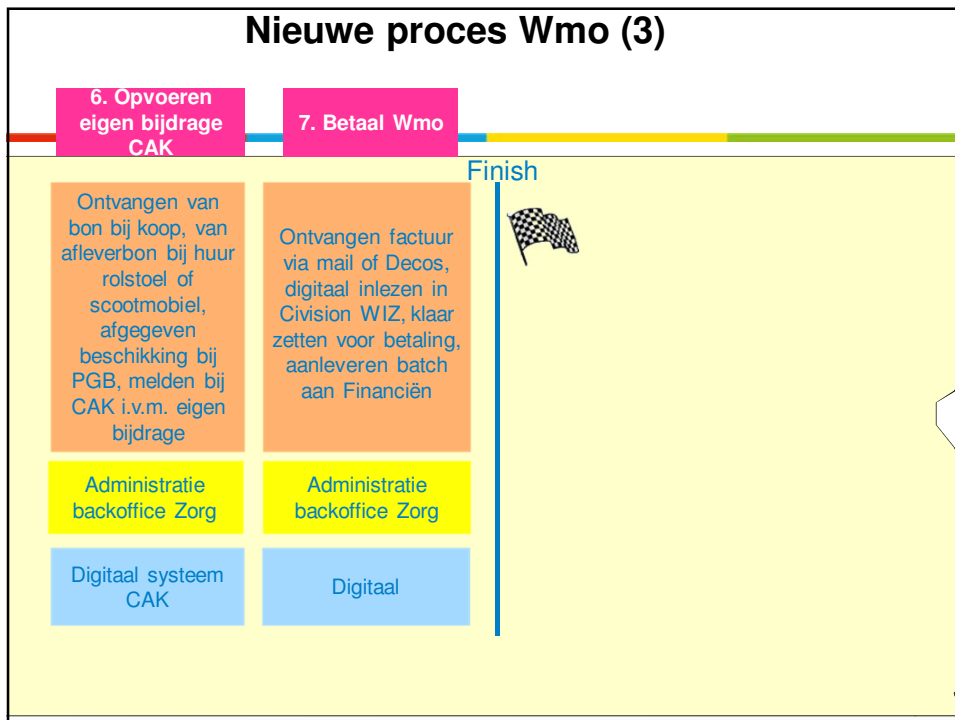 Nieuwe proces Wmo (3)
6. Opvoeren
eigen bijdrage
CAK
7. Betaal Wmo
Finish
Ontvangen van
bon bij koop, van
afleverbon bij huur
rolstoel of
scootmobiel,
afgegeven
beschikking bij
PGB, melden bij
CAK i.v.m. eigen
bijdrage
Ontvangen factuur
via mail of Decos,
digitaal inlezen in
Civision WIZ, klaar
zetten voor betaling,
aanleveren batch
aan Financiën
Administratie
backoffice Zorg
Administratie
backoffice Zorg
Digitaal systeem
CAK
Digitaal